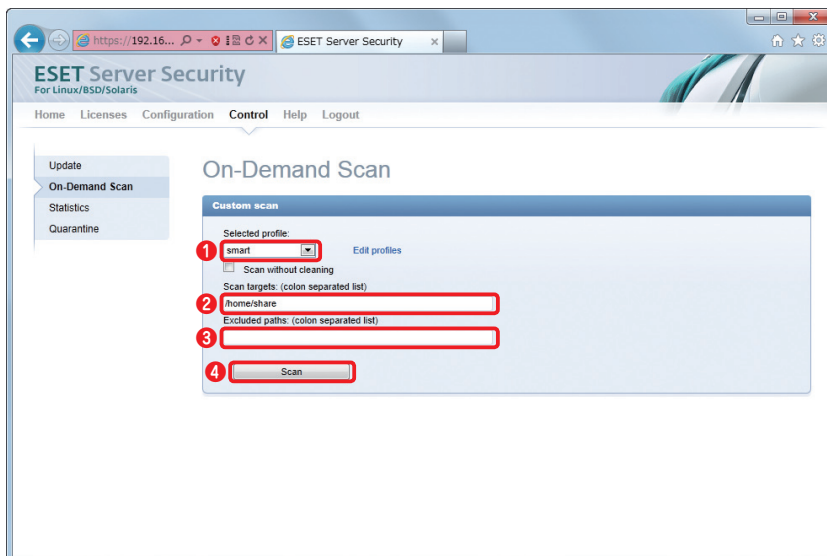 https://192.16...
ESET Server Security
ESET Server Security
For Linux/BSD/Solaris
Home Licenses Configuration Control Help Logout
Update
On-Demand Scan
Statistics
Quarantine
On-Demand Scan
Custom scan
Selected profile:
1 smart Edit profiles
Scan without cleaning
Scan targets: (colon separated list)
2 /home/share
Excluded paths: (colon separated list)
3
4 Scan